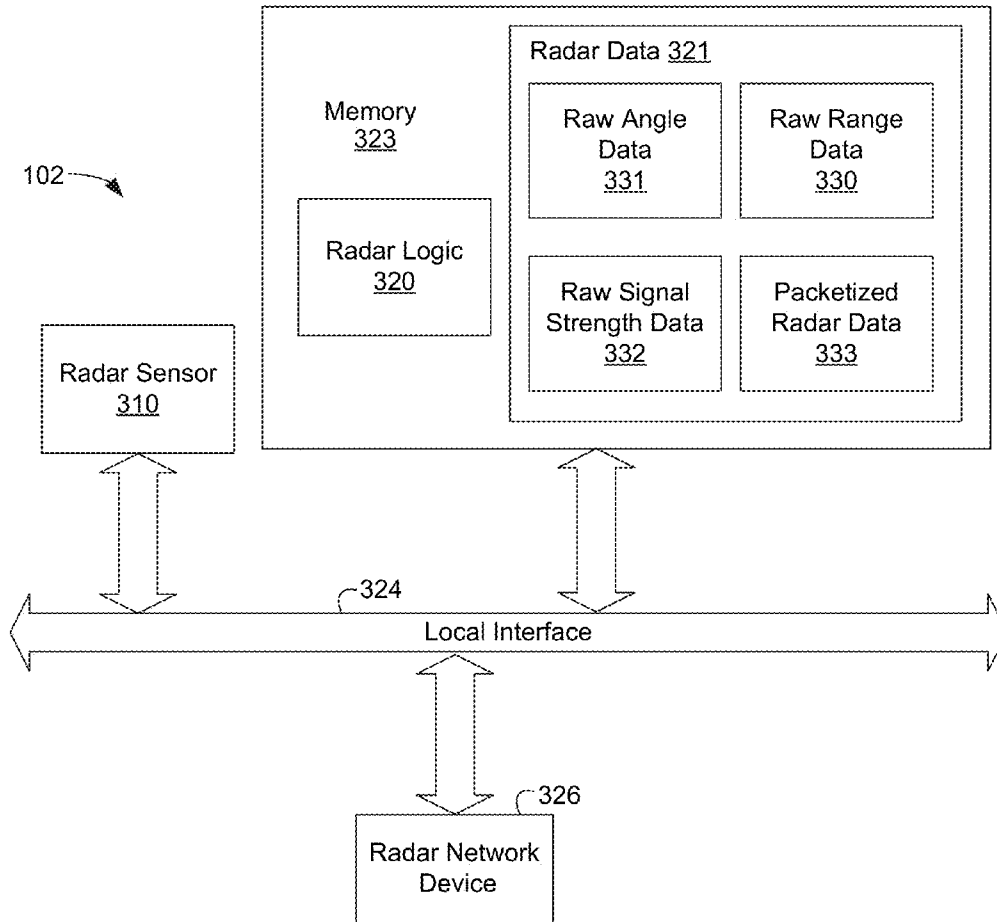 Radar Data 321
Memory
323
Raw Angle
Data
331
Raw Range
Data
330
102
Radar Logic
320
Raw Signal
Strength Data
332
Packetized
Radar Data
333
Radar Sensor
310
324
Local Interface
326
Radar Network
Device